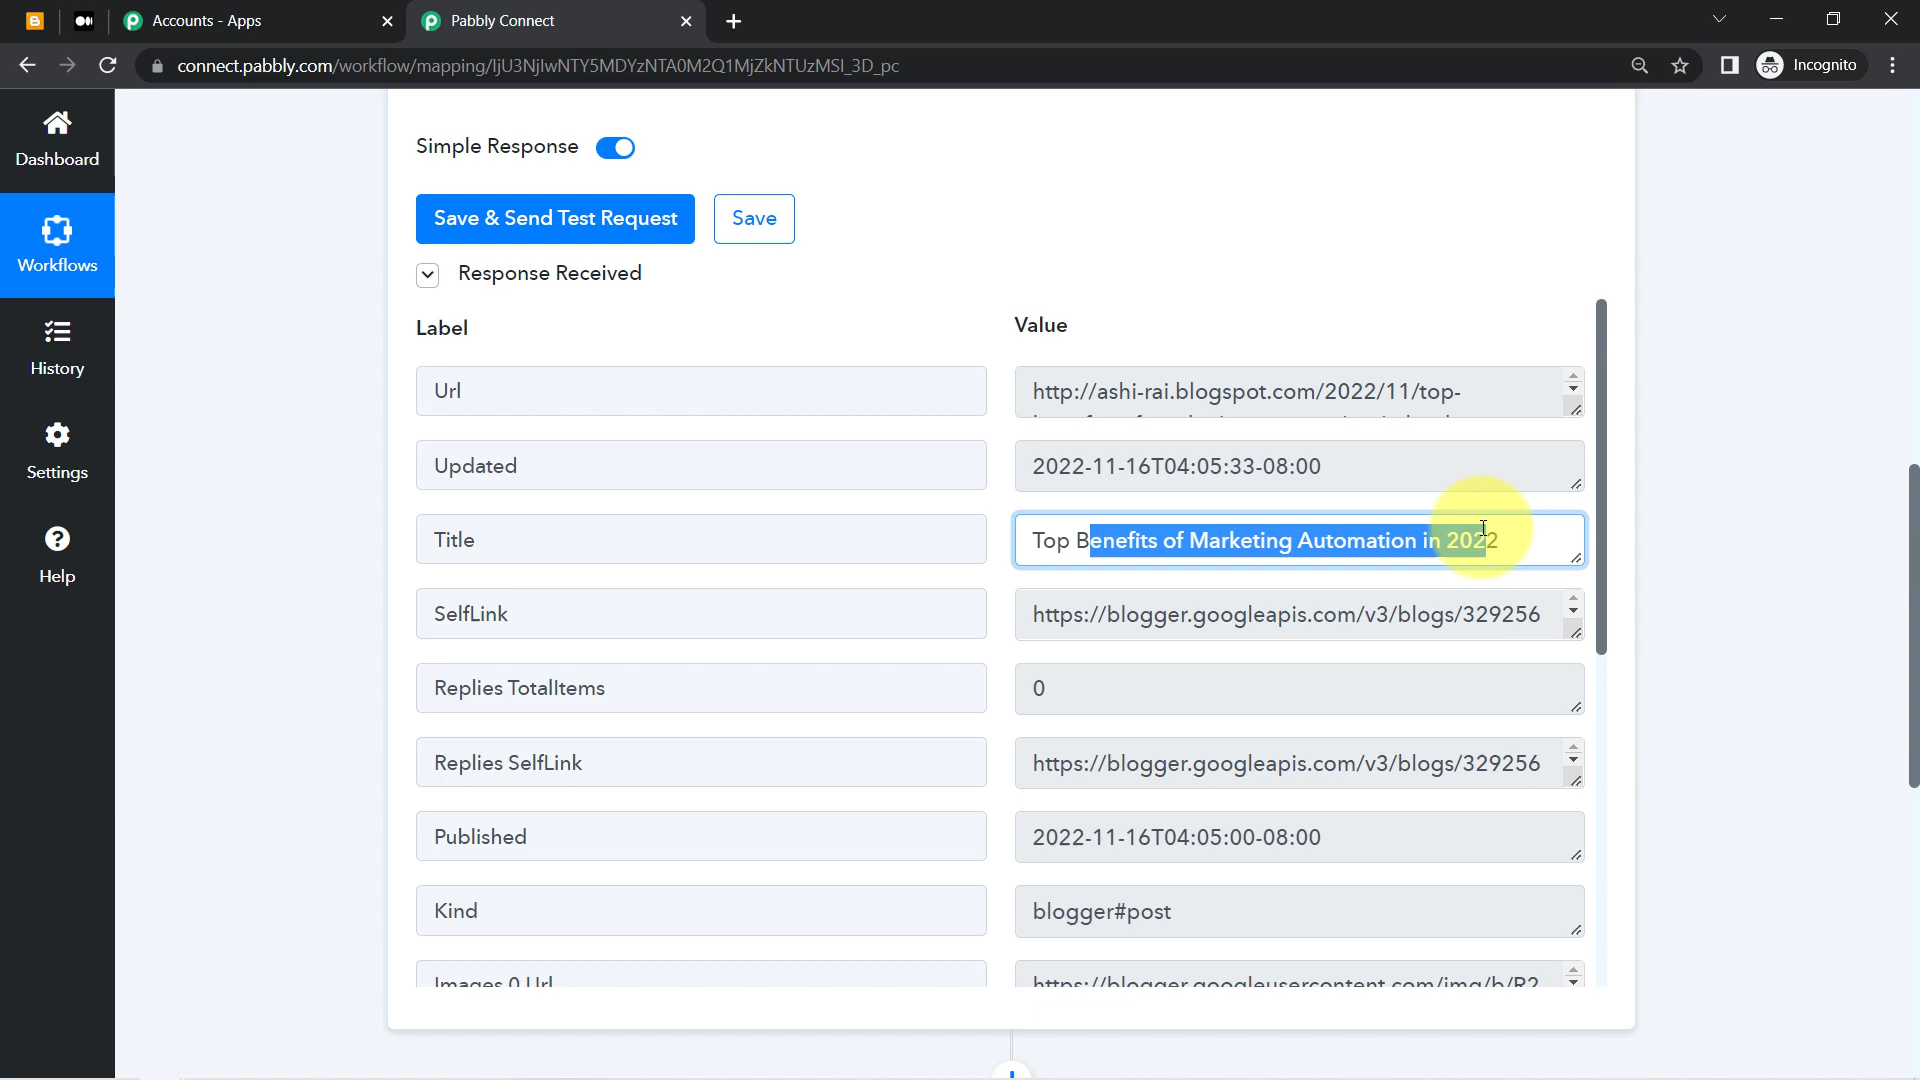 Accounts - Apps
Pabbly Connect
connect.pabbly.com/workflow/mapping/IjU3NjIwNTY5MDYzNTA0M2Q1MjZkNTUzMSI_3D_pc
Incognito
Dashboard
Workflows
History
Settings
Help
Simple Response
Save & Send Test Request
Save
Response Received
Label
Value
Url
http://ashi-rai.blogspot.com/2022/11/top-
Updated
2022-11-16T04:05:33-08:00
Title
Top Benefits of Marketing Automation in 2022
SelfLink
https://blogger.googleapis.com/v3/blogs/329256
Replies TotalItems
0
Replies SelfLink
https://blogger.googleapis.com/v3/blogs/329256
Published
2022-11-16T04:05:00-08:00
Kind
blogger#post
Images 0 Url
https://blogger.googleusercontent.com/img/b/R2